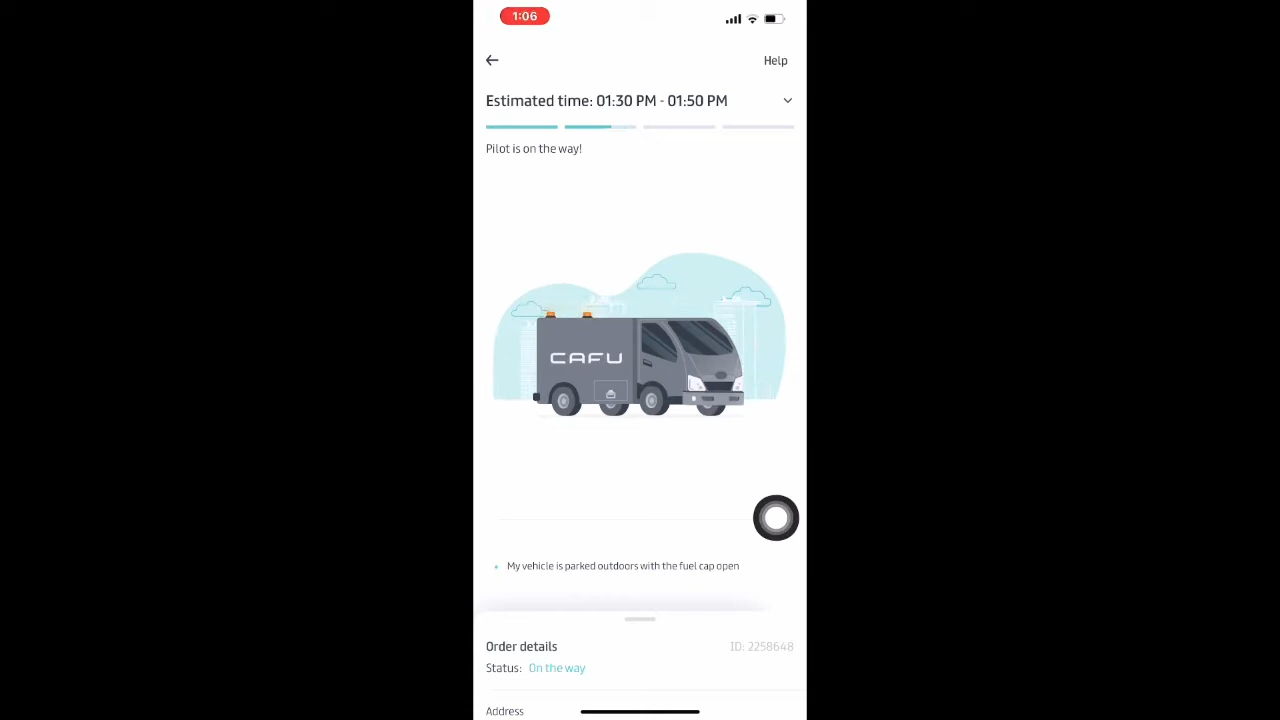 1:06
Help
Estimated time: 01:30 PM - 01:50 PM
Pilot is on the way!
CAFU
My vehicle is parked outdoors with the fuel cap open
Order details ID: 2258648
Status: On the way
Address